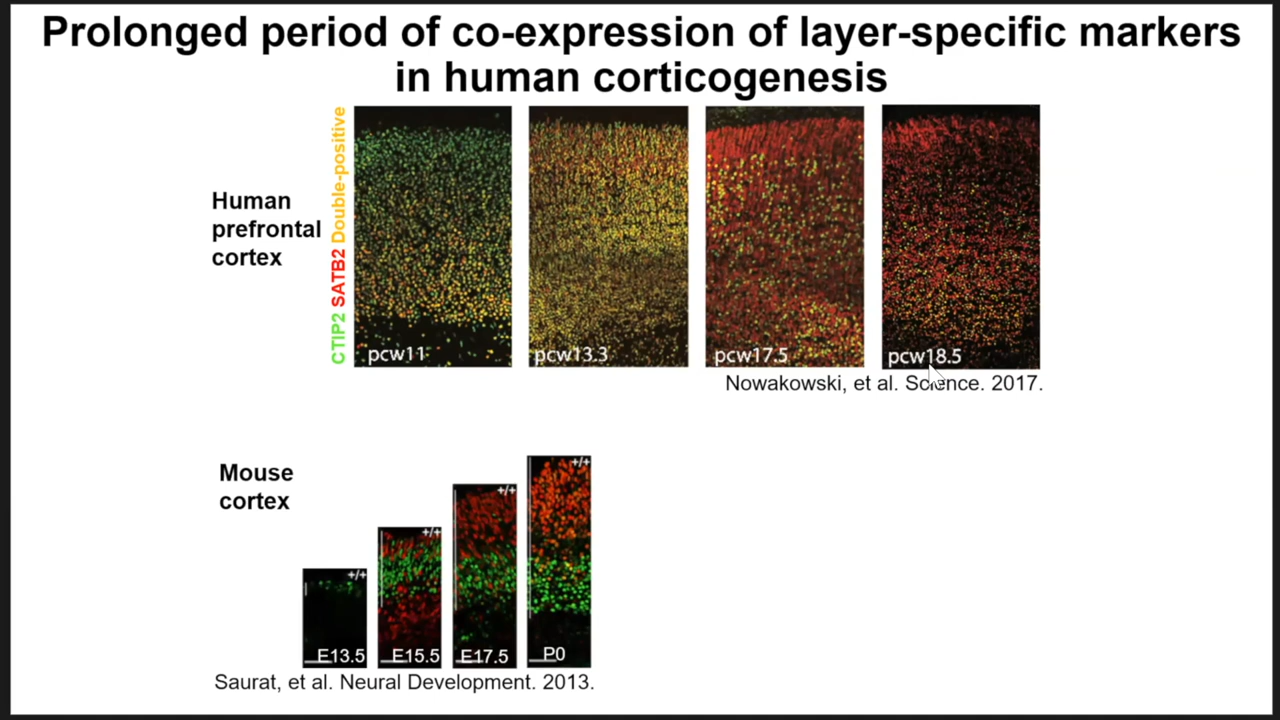 Prolonged period of co-expression of layer-specific markers
in human corticogenesis
Human
prefrontal
cortex
CTIP2 SATB2 Double-positive
pcw11
pcw13.3
pcw17.5
pcw18.5
Nowakowski, et al. Science. 2017.
Mouse
cortex
+/+
E13.5
+/+
E15.5
+/+
E17.5
+/+
P0
Saurat, et al. Neural Development. 2013.